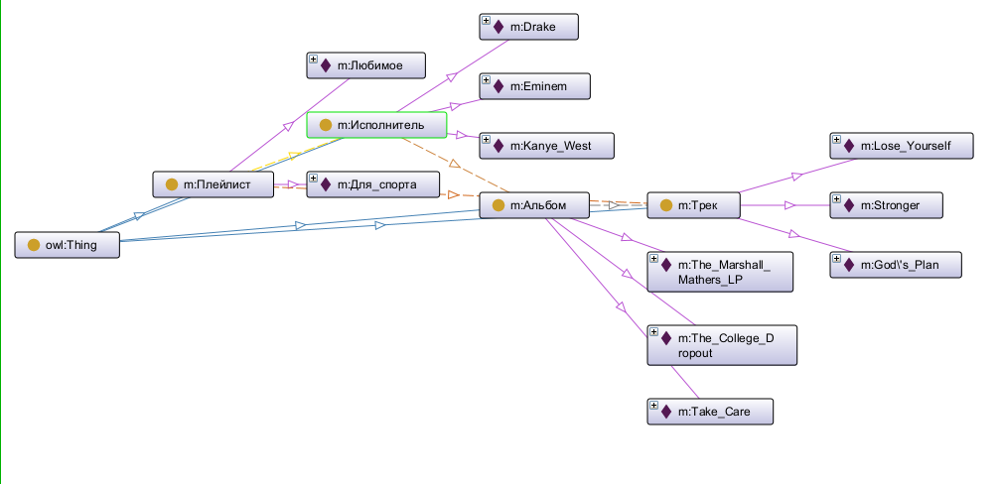 m:Drake
m:Любимое
m:Eminem
m:Исполнитель
m:Kanye_West
m:Lose_Yourself
m:Плейлист
m:Для_спорта
m:Альбом
m:Трек
m:Stronger
owl:Thing
m:The_Marshall_
Mathers_LP
m:God\'s_Plan
m:The_College_D
ropout
m:Take_Care